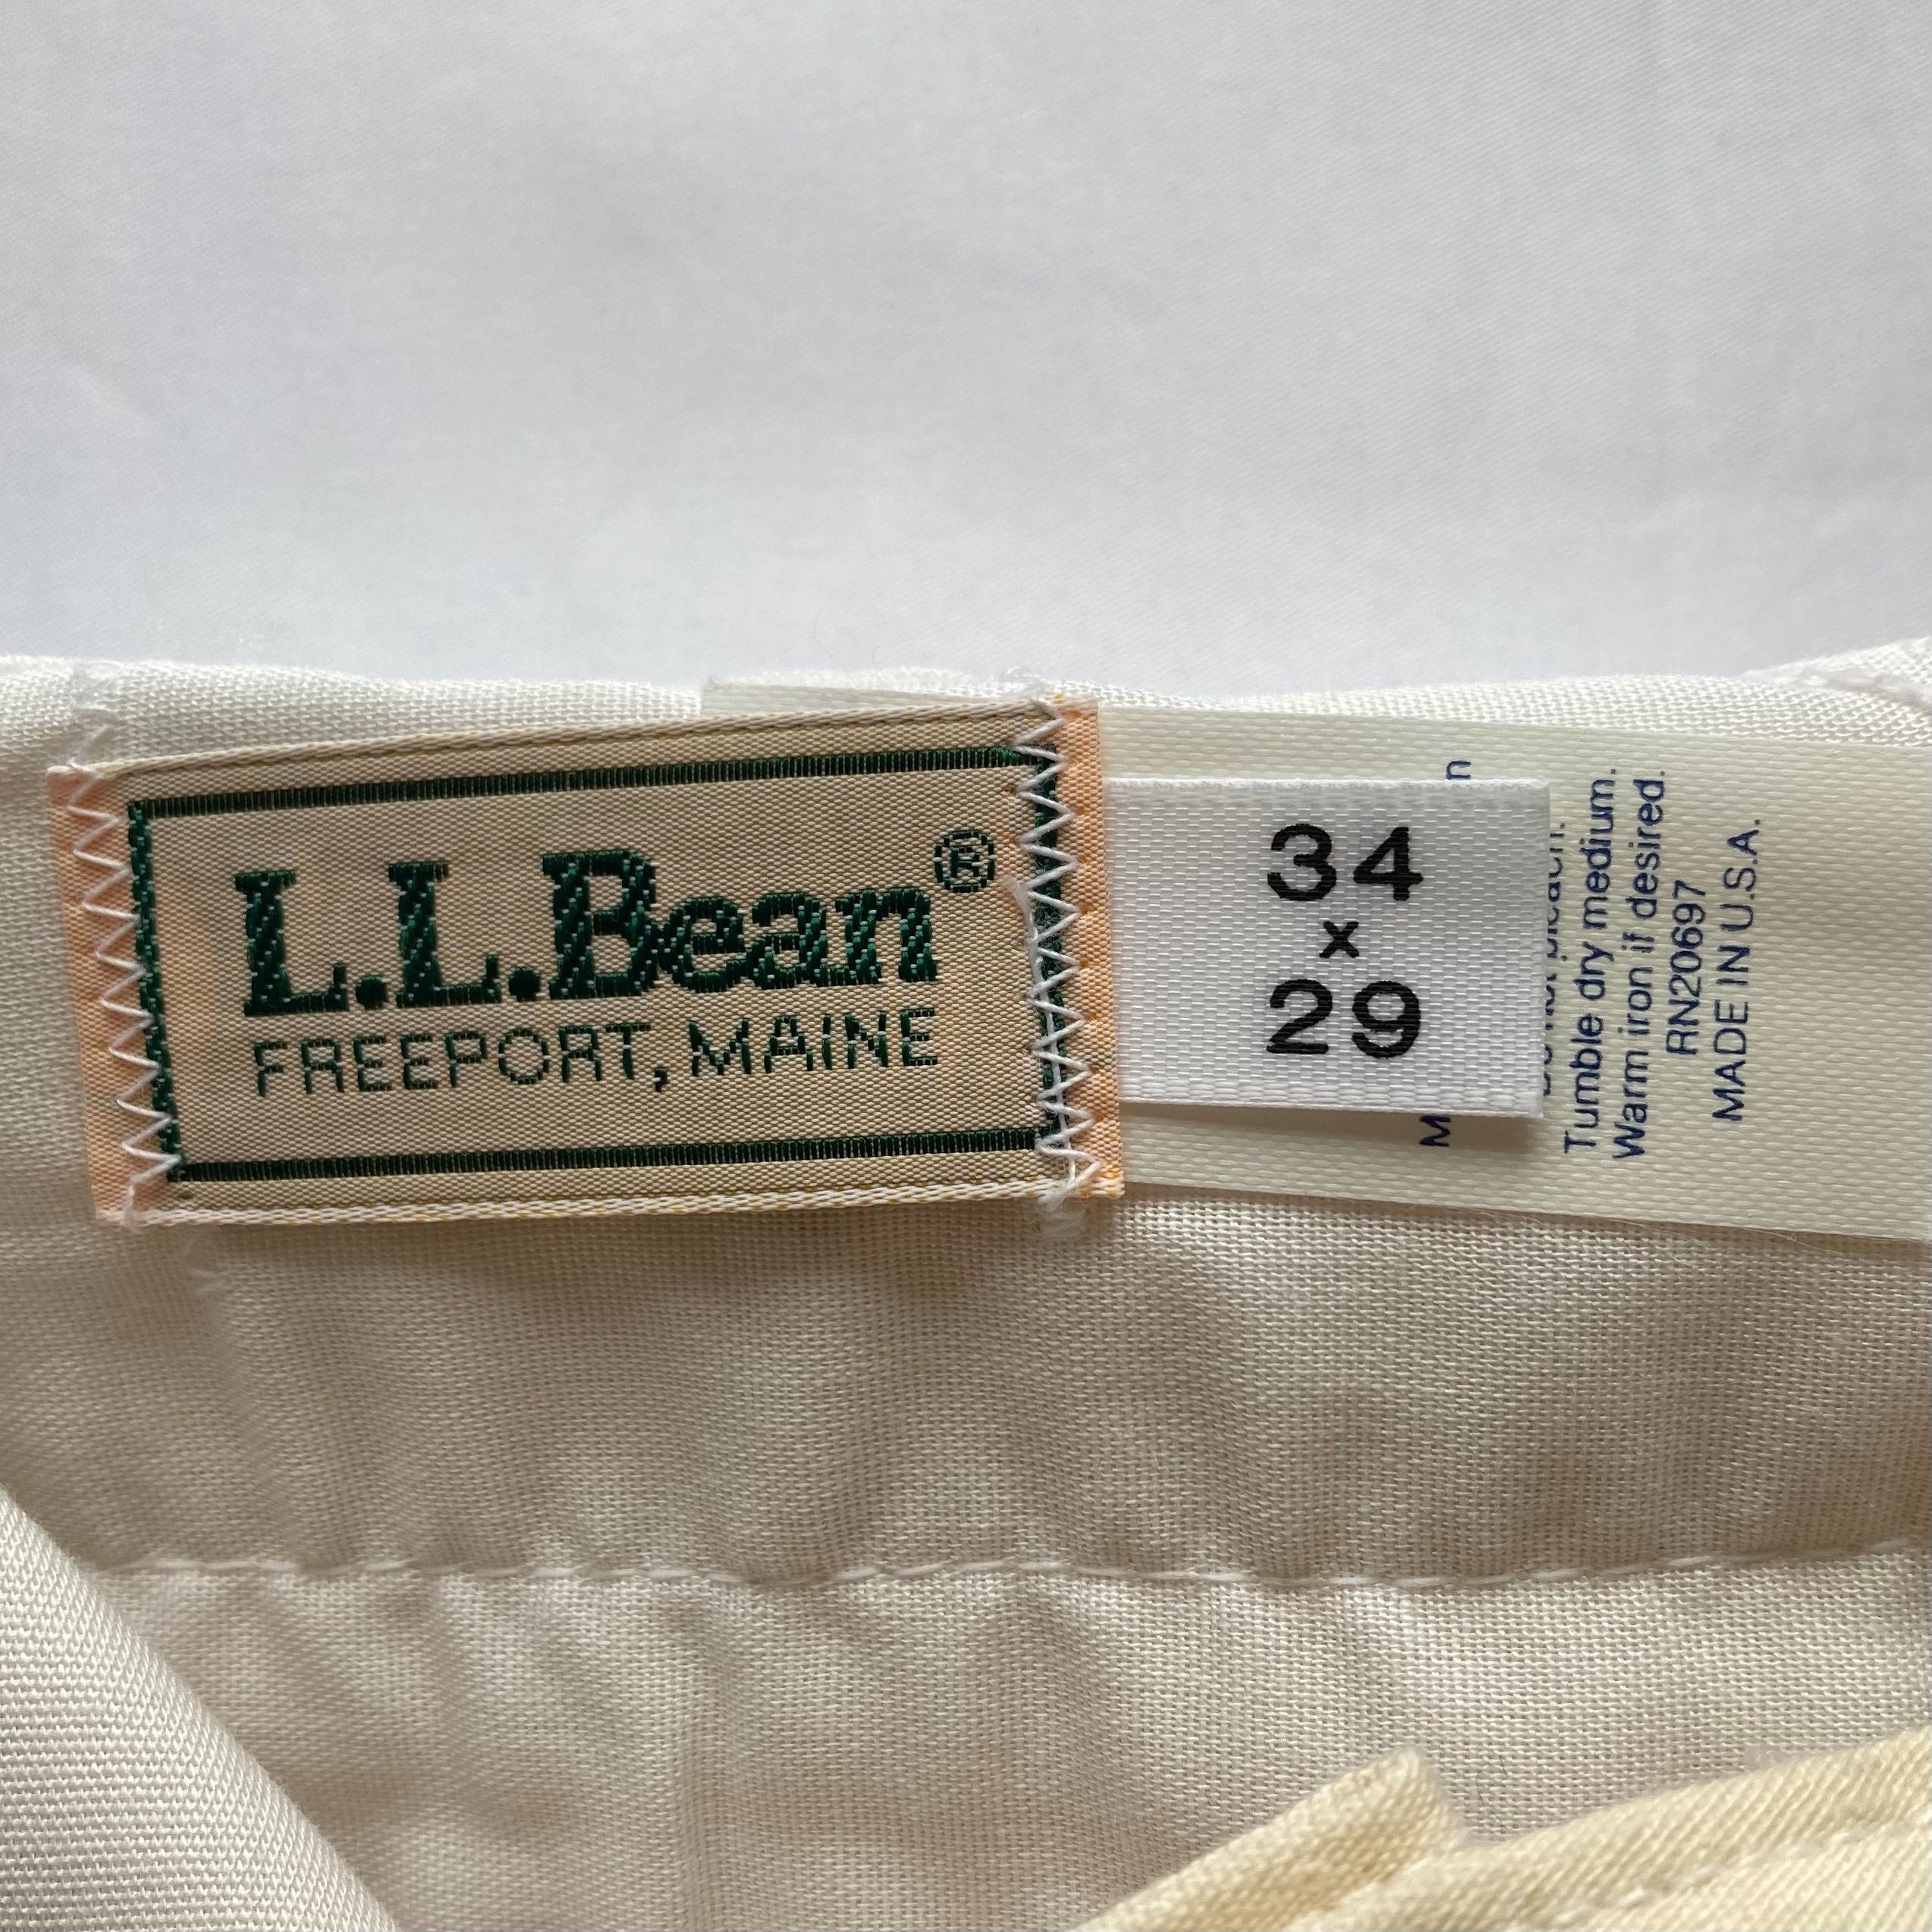 L.L.Bean®
FREEPORT, MAINE
34
x
29
Tumble dry medium.
Warm iron if desired.
RN20697
MADE IN U.S.A.